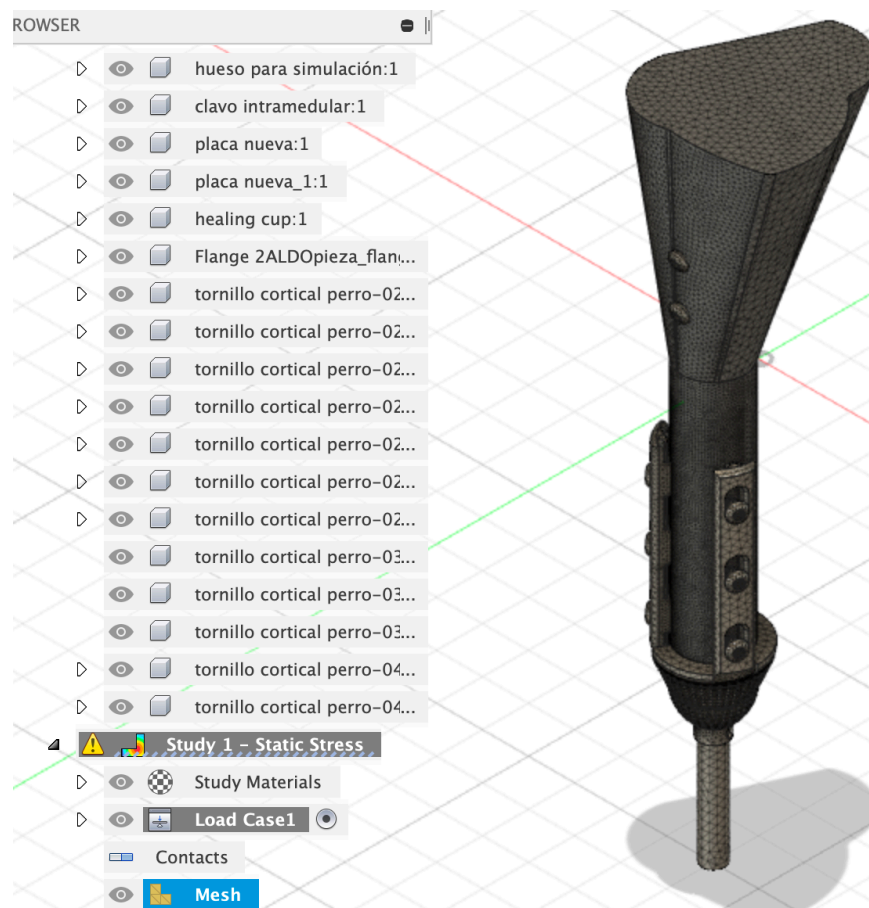 ROWSER
hueso para simulación:1
clavo intramedular:1
placa nueva:1
placa nueva_1:1
healing cup:1
Flange 2ALDOpieza_flan...
tornillo cortical perro-02...
tornillo cortical perro-02...
tornillo cortical perro-02...
tornillo cortical perro-02...
tornillo cortical perro-02...
tornillo cortical perro-02...
tornillo cortical perro-02...
tornillo cortical perro-03...
tornillo cortical perro-03...
tornillo cortical perro-03...
tornillo cortical perro-04...
tornillo cortical perro-04...
Study 1 - Static Stress
Study Materials
Load Case1
Contacts
Mesh